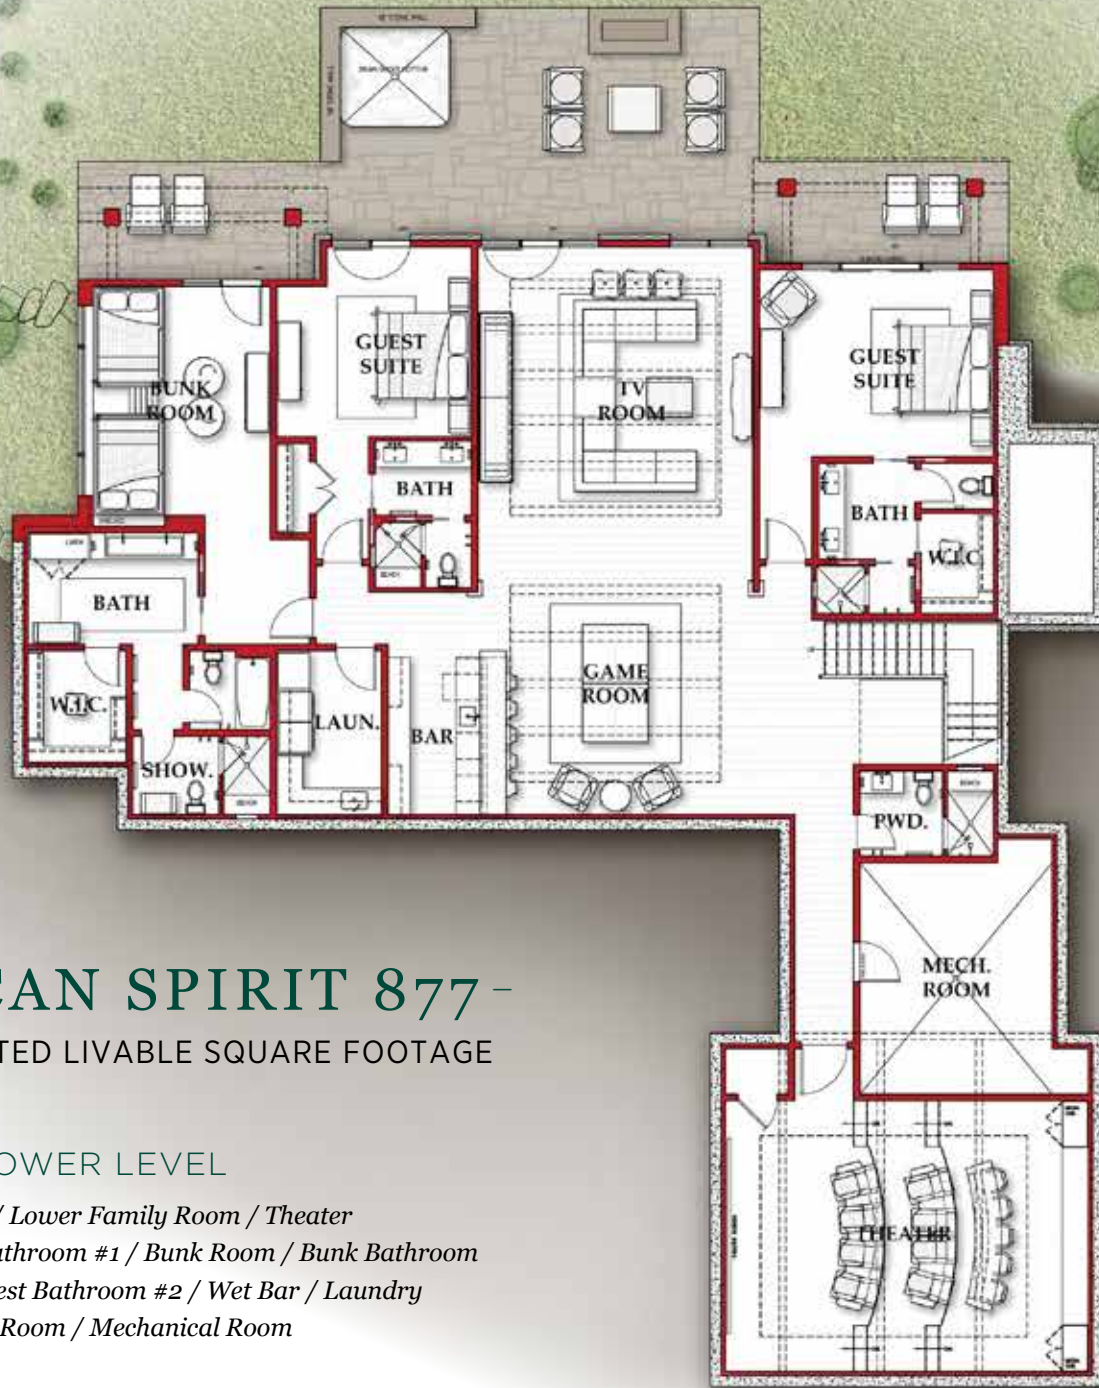 GUEST
SUITE
BUNK
ROOM
TV
ROOM
GUEST
SUITE
BATH
BATH
W.I.C.
BATH
GAME
ROOM
W.I.C.
LAUN.
BAR
SHOW.
PWD.
MECH.
ROOM
THEATER
CAN SPIRIT 877-
TED LIVABLE SQUARE FOOTAGE
OWER LEVEL
/ Lower Family Room / Theater
athroom #1 / Bunk Room / Bunk Bathroom
est Bathroom #2 / Wet Bar / Laundry
Room / Mechanical Room